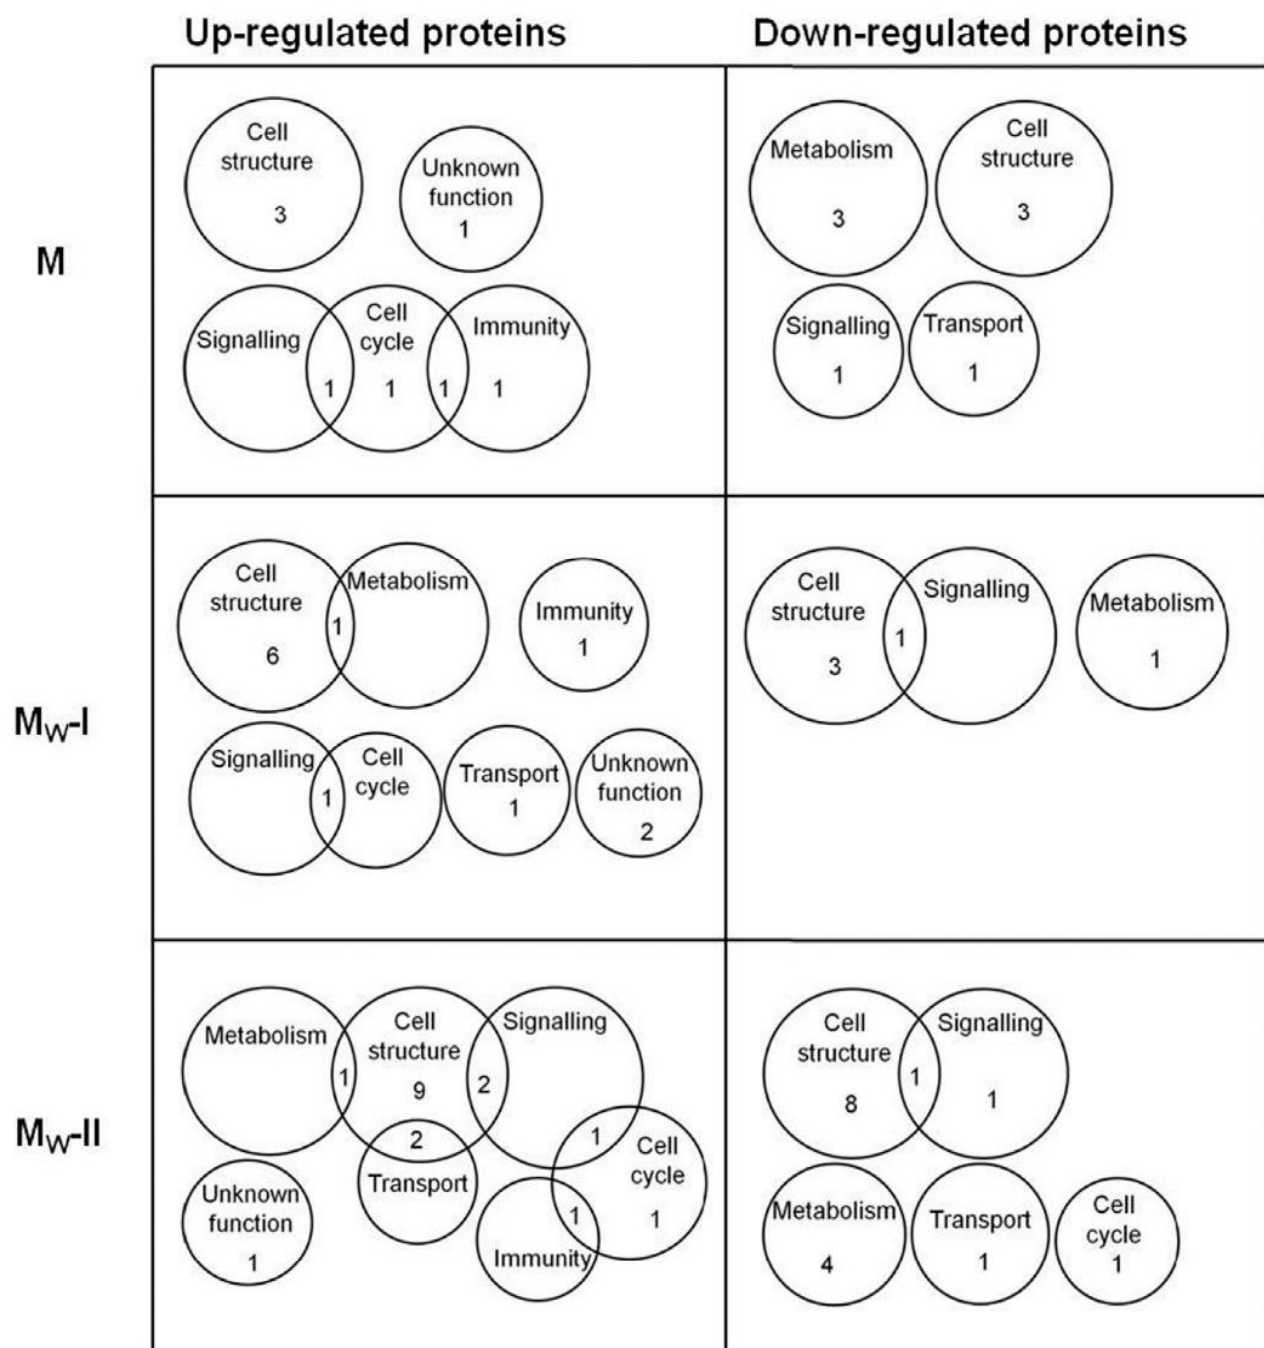 Up-regulated proteins
Down-regulated proteins
M
Cell
structure
3
Unknown
function
1
Signalling
1
Cell
cycle
1
1
Immunity
1
Metabolism
3
Cell
structure
3
Signalling
1
Transport
1
MW-I
Cell
structure
6
1
Metabolism
Immunity
1
Signalling
1
Cell
cycle
Transport
1
Unknown
function
2
Cell
structure
3
1
Signalling
Metabolism
1
MW-II
Metabolism
1
Cell
structure
9
2
Signalling
2
Transport
1
Cell
cycle
1
1
Immunity
Unknown
function
1
Cell
structure
8
1
Signalling
1
Metabolism
4
Transport
1
Cell
cycle
1